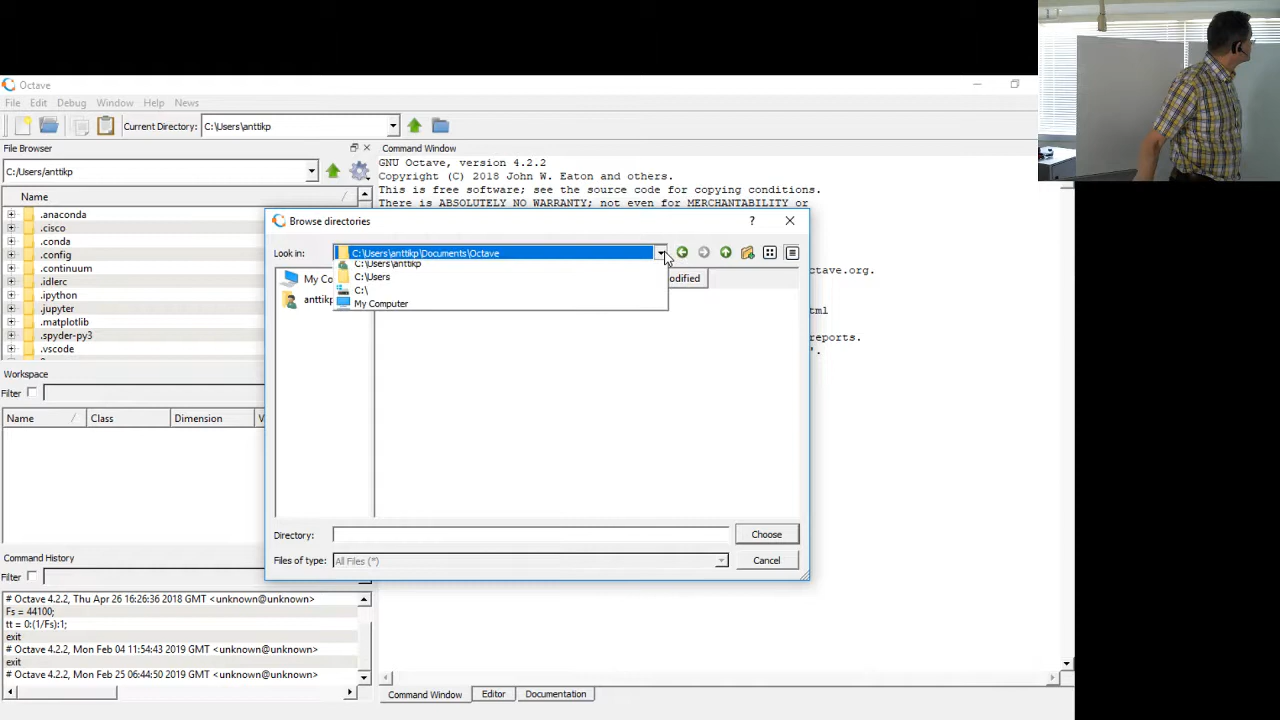 Octave
File Edit Debug Window Help News
Current D C:\Users\anttikp
File Browser
C:/Users/anttikp
Name
.anaconda
.cisco
.conda
.config
.continuum
.idlerc
.ipython
.jupyter
.matplotlib
.spyder-py3
.vscode
Workspace
Filter
Name Class Dimension V
Command History
Filter
# Octave 4.2.2, Thu Apr 26 16:26:36 2018 GMT <unknown@unknown>
Fs = 44100;
tt = 0:(1/Fs):1;
exit
# Octave 4.2.2, Mon Feb 04 11:54:43 2019 GMT <unknown@unknown>
exit
# Octave 4.2.2, Mon Feb 25 06:44:50 2019 GMT <unknown@unknown>
Command Window
GNU Octave, version 4.2.2
Copyright (C) 2018 John W. Eaton and others.
This is free software; see the source code for copying conditions.
There is ABSOLUTELY NO WARRANTY; not even for MERCHANTABILITY or
ctave.org.
ml
reports.
'.
Browse directories
?
Look in: C:\Users\anttikp\Documents\Octave
C:\Users\anttikp
C:\Users
C:\
My Computer
My Co
anttikp
odified
Directory:
Choose
Files of type: All Files (*)
Cancel
Command Window Editor Documentation